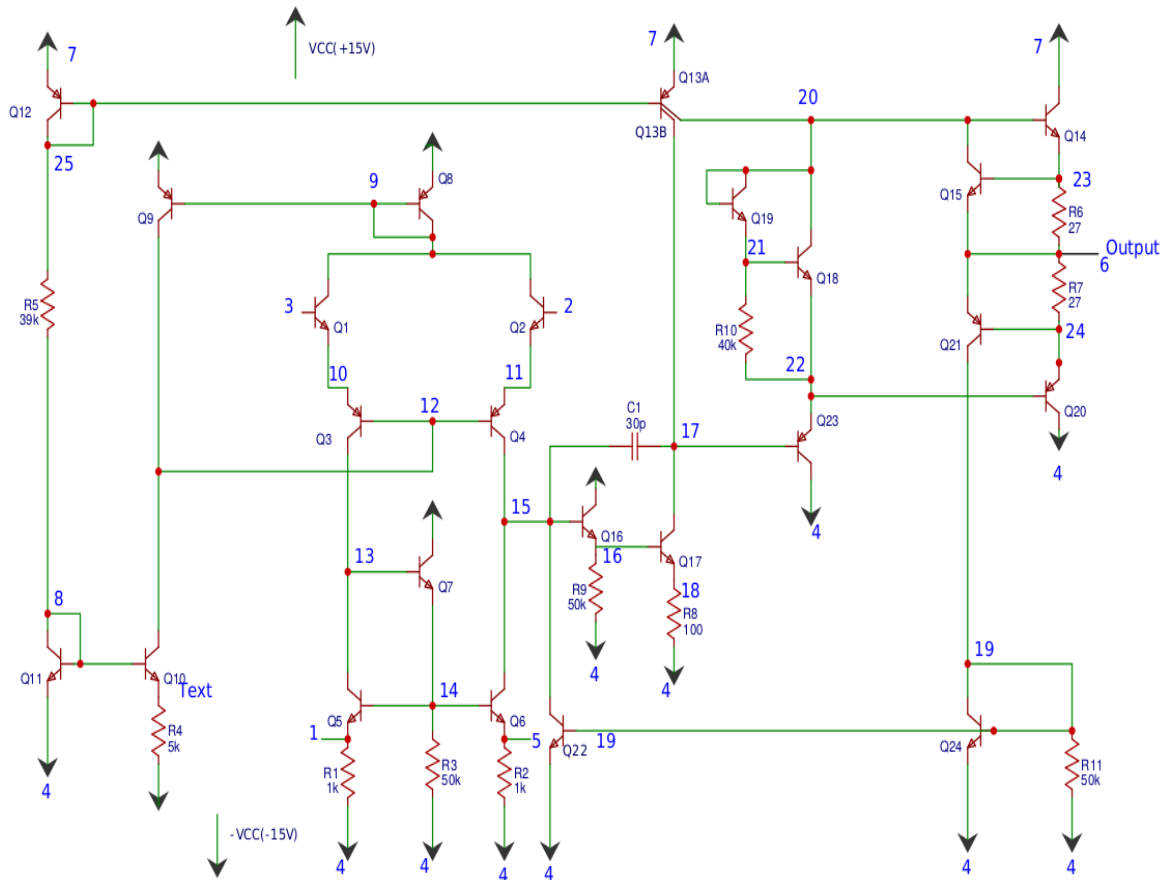 7
VCC(+15V)
7
7
Q12
Q13A
20
Q13B
Q14
25
9
Q8
23
Q9
Q15
Q19
R6
27
21
Output
6
Q18
R5
39k
3
Q1
Q2
2
R7
27
R10
40k
24
Q21
10
11
22
Q20
12
C1
30p
Q23
Q3
Q4
17
4
15
Q16
4
13
16
Q17
Q7
R9
50k
18
R8
100
8
Q11
Q10
Text
4
4
19
14
Q5
Q6
1
5
Q22
19
Q24
R4
5k
R1
1k
R3
50k
R2
1k
R11
50k
4
-VCC(-15V)
4
4
4
4
4
4